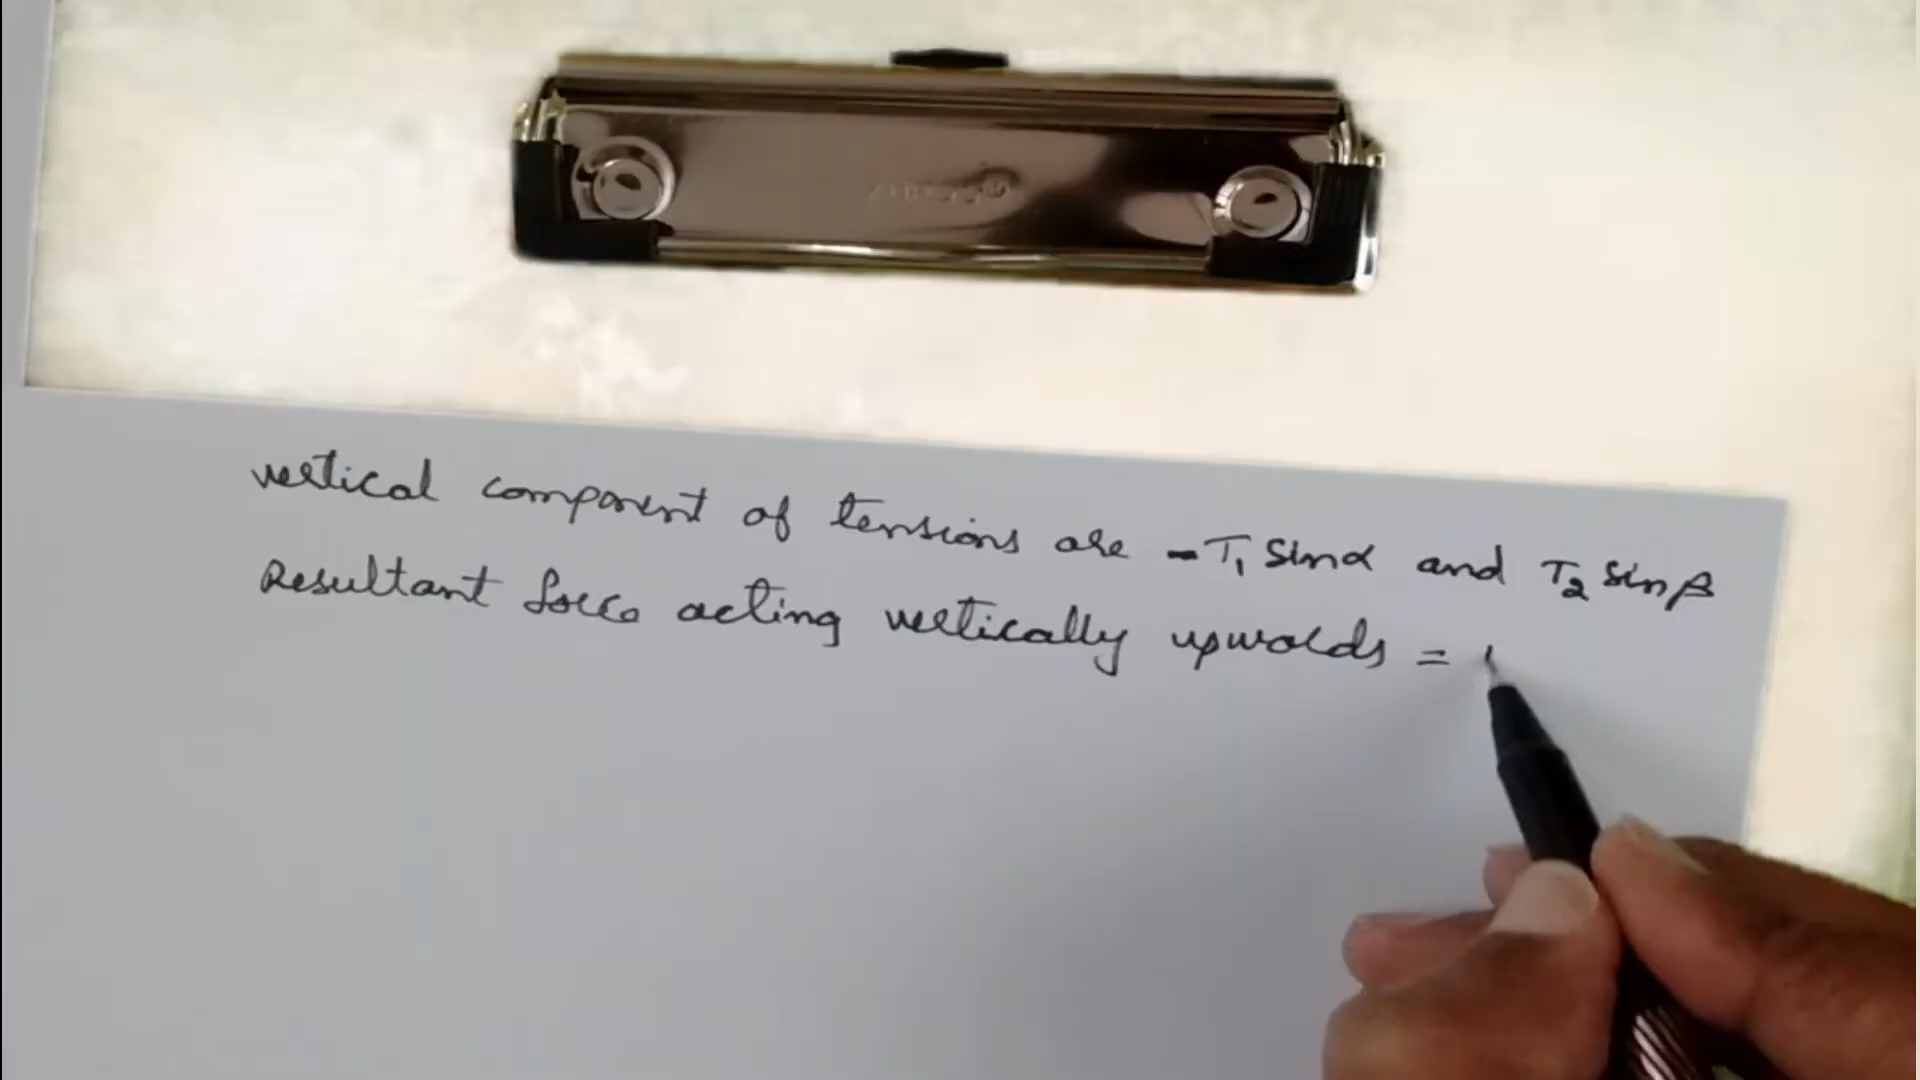 vertical component of tensions are -T₁ sinα and T₂ sinβ
Resultant force acting vertically upwards =